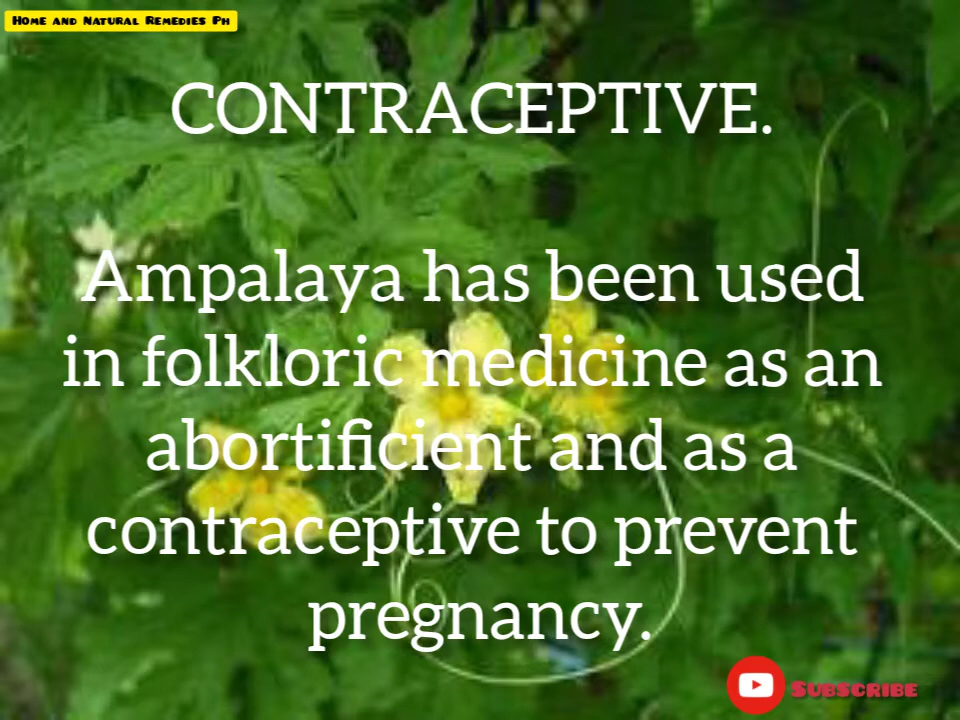 Home and Natural Remedies Ph
CONTRACEPTIVE.
Ampalaya has been used
in folkloric medicine as an
abortificient and as a
contraceptive to prevent
pregnancy.
Subscribe